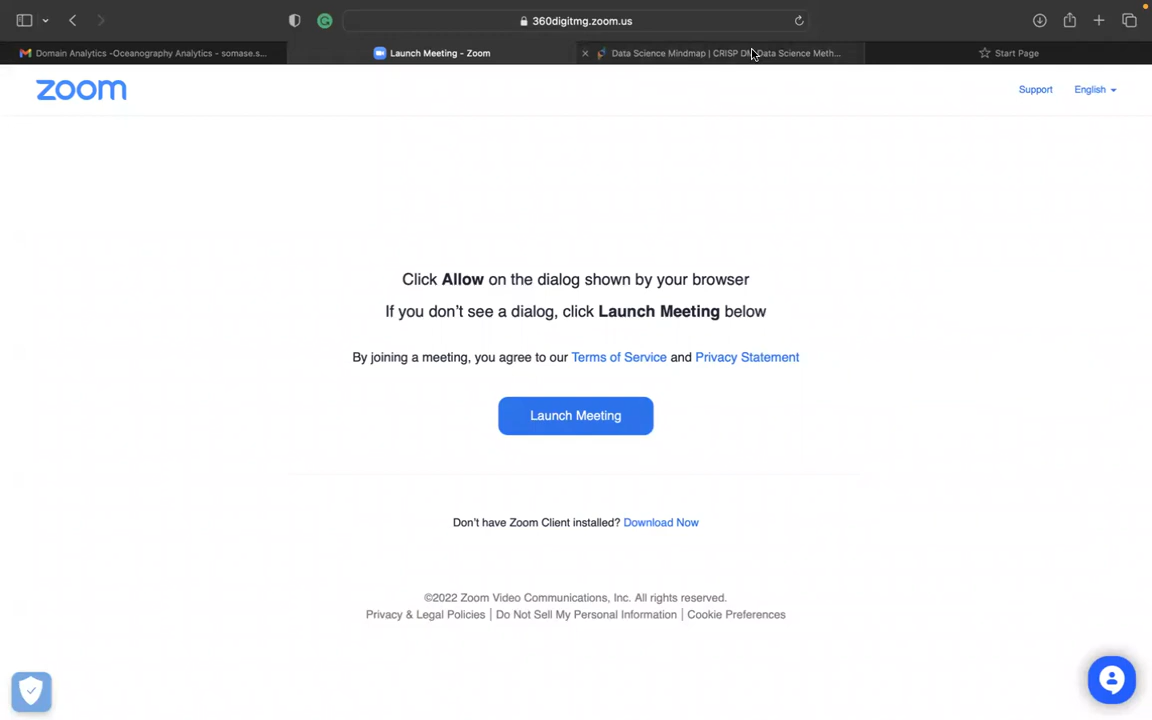 360digitmg.zoom.us
Domain Analytics -Oceanography Analytics - somase.s...
Launch Meeting - Zoom
Data Science Mindmap | CRISP DM Data Science Meth...
Start Page
zoom
Support
English
Click Allow on the dialog shown by your browser
If you don't see a dialog, click Launch Meeting below
By joining a meeting, you agree to our Terms of Service and Privacy Statement
Launch Meeting
Don't have Zoom Client installed? Download Now
©2022 Zoom Video Communications, Inc. All rights reserved.
Privacy & Legal Policies | Do Not Sell My Personal Information | Cookie Preferences